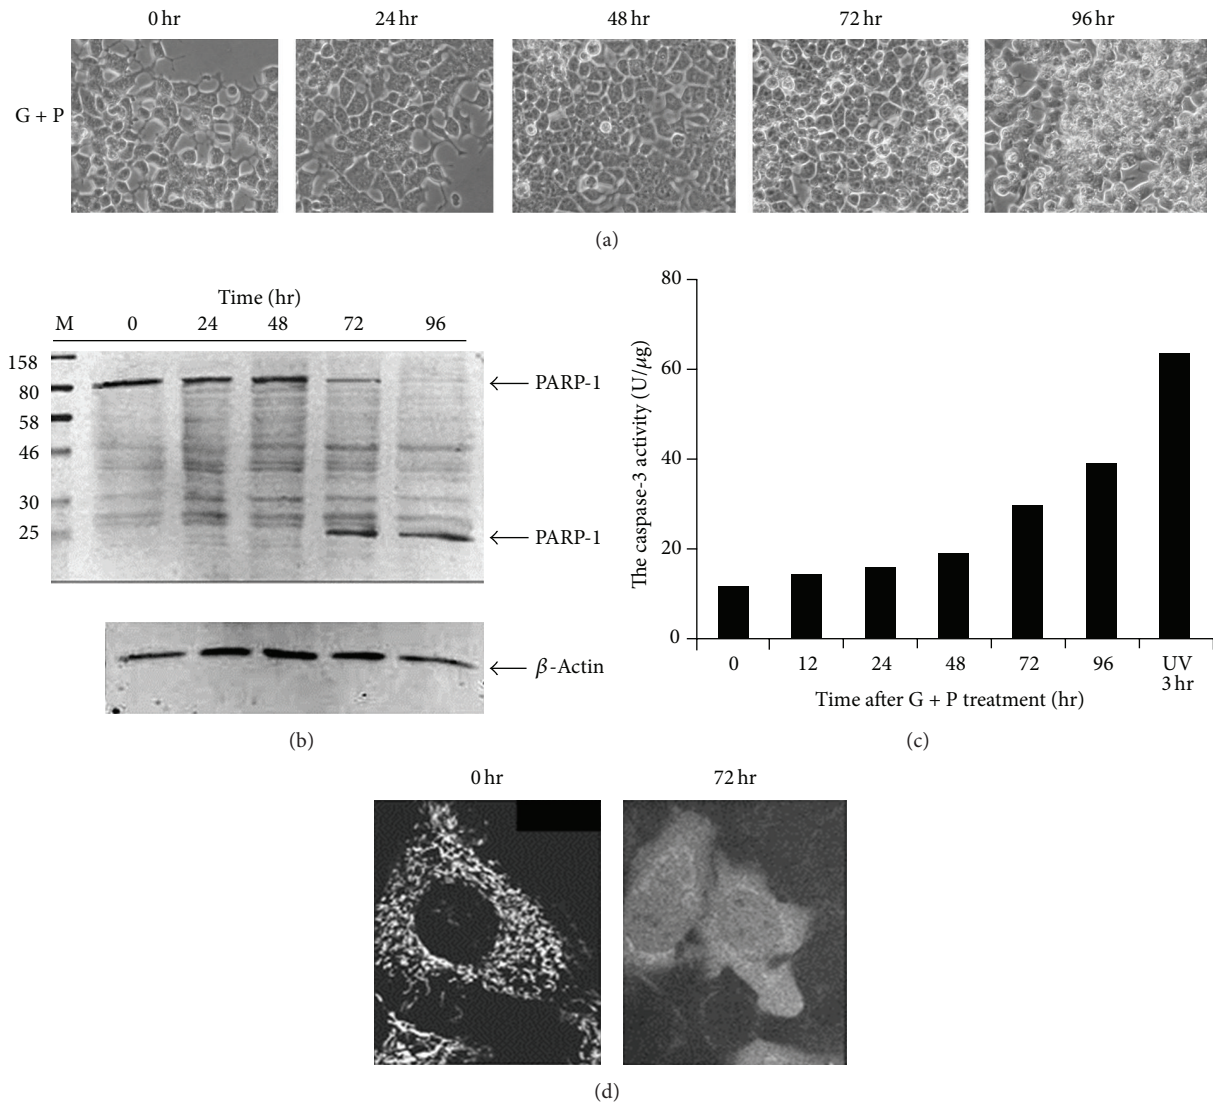 0 hr 24 hr 48 hr 72 hr 96 hr
G + P
(a)
Time (hr)
M 0 24 48 72 96
158
80
58
46
30
25
PARP-1
PARP-1
β-Actin
(b)
80
60
40
20
0
The caspase-3 activity (U/μg)
0 12 24 48 72 96 UV
3 hr
Time after G + P treatment (hr)
(c)
0 hr 72 hr
(d)